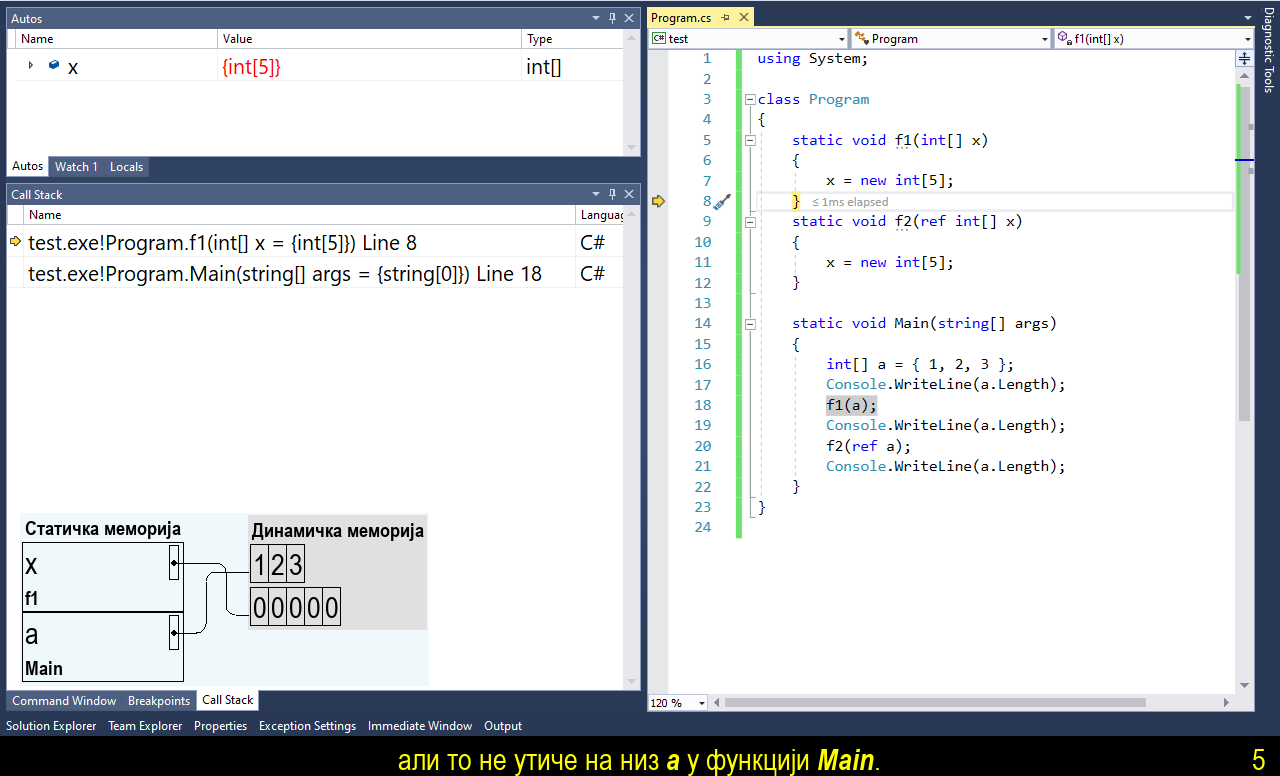 Autos
Name Value Type
x {int[5]} int[]
Autos Watch 1 Locals
Call Stack
Name Languag
test.exe!Program.f1(int[] x = {int[5]}) Line 8 C#
test.exe!Program.Main(string[] args = {string[0]}) Line 18 C#
Статичка меморија
x
f1
a
Main
Динамичка меморија
1 2 3
0 0 0 0 0
Command Window Breakpoints Call Stack
Solution Explorer Team Explorer Properties Exception Settings Immediate Window Output
Program.cs
C# test Program f1(int[] x)
1 using System;
2
3 class Program
4 {
5 static void f1(int[] x)
6 {
7 x = new int[5];
8 } ≤ 1ms elapsed
9 static void f2(ref int[] x)
10 {
11 x = new int[5];
12 }
13
14 static void Main(string[] args)
15 {
16 int[] a = { 1, 2, 3 };
17 Console.WriteLine(a.Length);
18 f1(a);
19 Console.WriteLine(a.Length);
20 f2(ref a);
21 Console.WriteLine(a.Length);
22 }
23 }
24
120 %
Diagnostic Tools
али то не утиче на низ a у функцији Main.
5